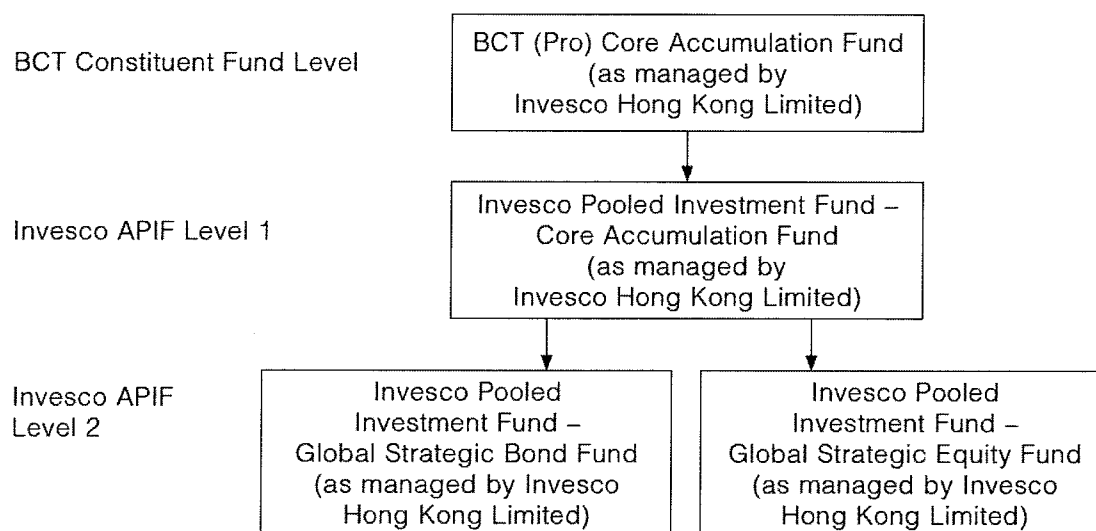 BCT Constituent Fund Level
BCT (Pro) Core Accumulation Fund
(as managed by
Invesco Hong Kong Limited)
Invesco APIF Level 1
Invesco Pooled Investment Fund –
Core Accumulation Fund
(as managed by
Invesco Hong Kong Limited)
Invesco APIF
Level 2
Invesco Pooled
Investment Fund –
Global Strategic Bond Fund
(as managed by Invesco
Hong Kong Limited)
Invesco Pooled
Investment Fund –
Global Strategic Equity Fund
(as managed by Invesco
Hong Kong Limited)